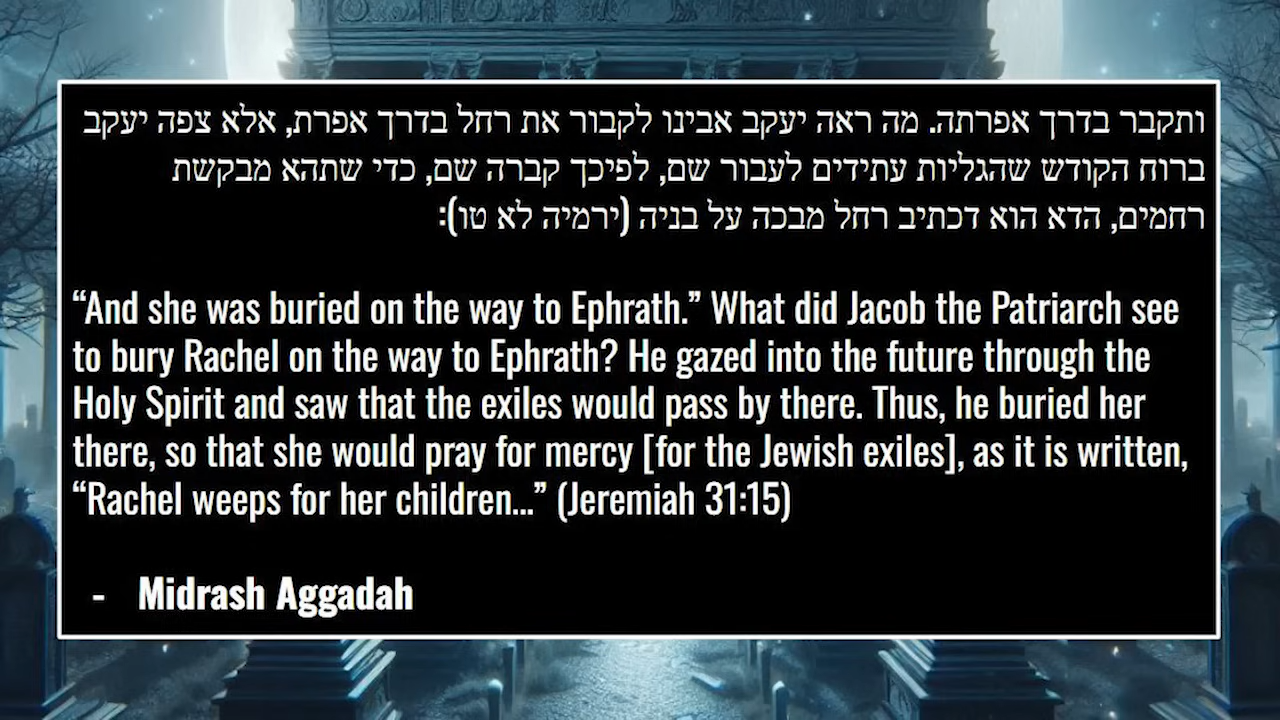 ותקבר בדרך אפרתה. מה ראה יעקב אבינו לקבור את רחל בדרך אפרת, אלא צפה יעקב
ברוח הקודש שהגליות עתידים לעבור שם, לפיכך קברה שם, כדי שתהא מבקשת
רחמים, הדא הוא דכתיב רחל מבכה על בניה (ירמיה לא טו):
“And she was buried on the way to Ephrath.” What did Jacob the Patriarch see
to bury Rachel on the way to Ephrath? He gazed into the future through the
Holy Spirit and saw that the exiles would pass by there. Thus, he buried her
there, so that she would pray for mercy [for the Jewish exiles], as it is written,
“Rachel weeps for her children...” (Jeremiah 31:15)
- Midrash Aggadah